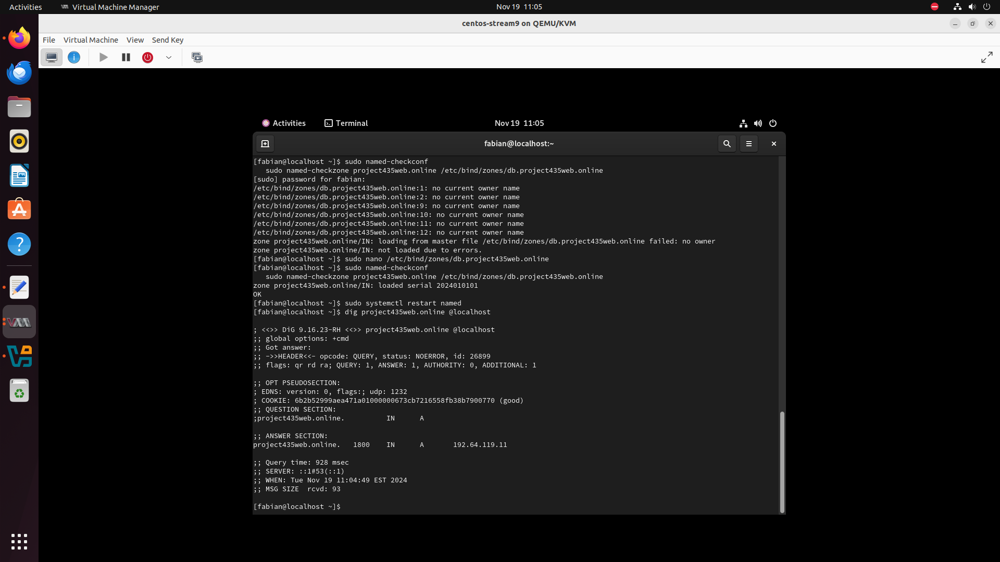 Activities Virtual Machine Manager Nov 19 11:05
centos-stream9 on QEMU/KVM
File Virtual Machine View Send Key
Activities Terminal Nov 19 11:05
fabian@localhost:~
[fabian@localhost ~]$ sudo named-checkconf
sudo named-checkzone project435web.online /etc/bind/zones/db.project435web.online
[sudo] password for fabian:
/etc/bind/zones/db.project435web.online:1: no current owner name
/etc/bind/zones/db.project435web.online:2: no current owner name
/etc/bind/zones/db.project435web.online:9: no current owner name
/etc/bind/zones/db.project435web.online:10: no current owner name
/etc/bind/zones/db.project435web.online:11: no current owner name
/etc/bind/zones/db.project435web.online:12: no current owner name
zone project435web.online/IN: loading from master file /etc/bind/zones/db.project435web.online failed: no owner
zone project435web.online/IN: not loaded due to errors.
[fabian@localhost ~]$ sudo nano /etc/bind/zones/db.project435web.online
[fabian@localhost ~]$ sudo named-checkconf
sudo named-checkzone project435web.online /etc/bind/zones/db.project435web.online
zone project435web.online/IN: loaded serial 2024010101
OK
[fabian@localhost ~]$ sudo systemctl restart named
[fabian@localhost ~]$ dig project435web.online @localhost
; <<>> DiG 9.16.23-RH <<>> project435web.online @localhost
;; global options: +cmd
;; Got answer:
;; ->>HEADER<<- opcode: QUERY, status: NOERROR, id: 26899
;; flags: qr rd ra; QUERY: 1, ANSWER: 1, AUTHORITY: 0, ADDITIONAL: 1
;; OPT PSEUDOSECTION:
; EDNS: version: 0, flags:; udp: 1232
; COOKIE: 6b2b52999aea471a01000000673cb7216558fb38b7900770 (good)
;; QUESTION SECTION:
;project435web.online. IN A
;; ANSWER SECTION:
project435web.online. 1800 IN A 192.64.119.11
;; Query time: 928 msec
;; SERVER: ::1#53(::1)
;; WHEN: Tue Nov 19 11:04:49 EST 2024
;; MSG SIZE rcvd: 93
[fabian@localhost ~]$